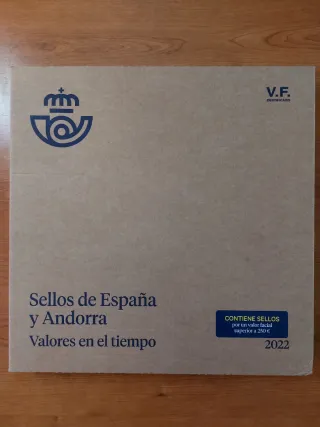 V.F.
Sellos de España
y Andorra
Valores en el tiempo
CONTIENE SELLOS
por un valor facial
superior a 250 €
2022